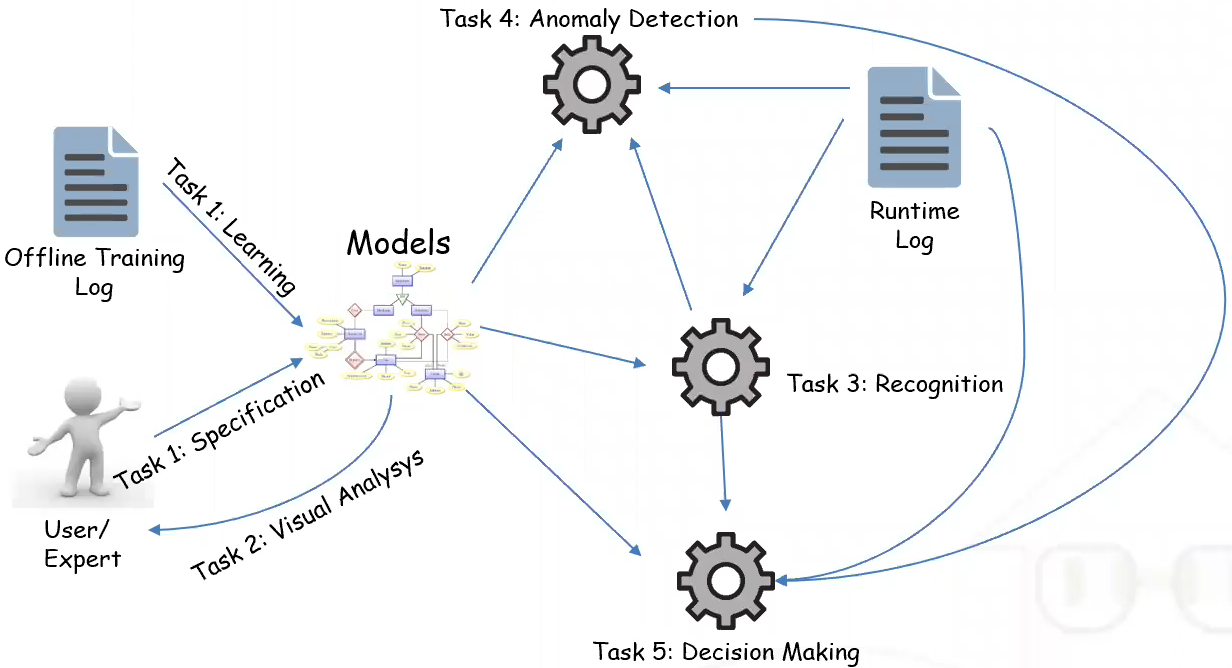 Task 4: Anomaly Detection
Runtime
Log
Task 1: Learning
Offline Training
Log
Models
Task 3: Recognition
Task 1: Specification
Task 2: Visual Analysys
User/
Expert
Task 5: Decision Making